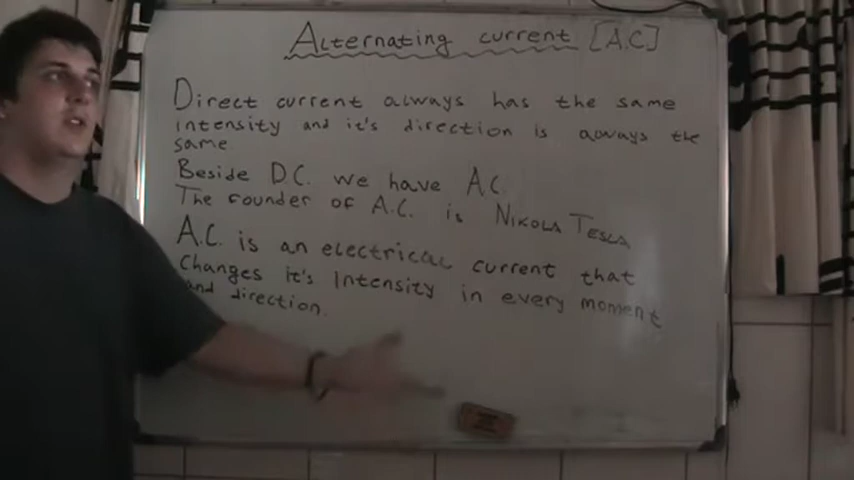 Alternating current [A.C]
Direct current always has the same
intensity and it's direction is always the
same
Beside D.C. we have A.C.
The founder of A.C. is NIKOLA TESLA
A.C. is an electrical current that
changes it's Intensity in every moment
and direction.